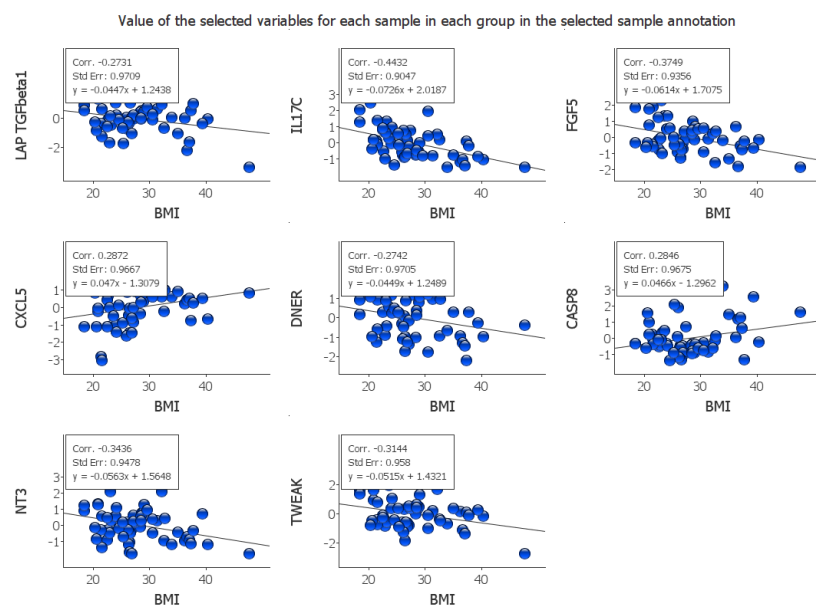 Value of the selected variables for each sample in each group in the selected sample annotation
Corr. -0.2731
Std Err: 0.9709
y = -0.0447x + 1.2438
LAP TGFbeta1
0
-2
20 30 40
BMI
Corr. -0.4432
Std Err: 0.9047
y = -0.0726x + 2.0187
IL17C
3
2
1
0
-1
20 30 40
BMI
Corr. -0.3749
Std Err: 0.9356
y = -0.0614x + 1.7075
FGF5
2
1
0
-1
-2
20 30 40
BMI
Corr. 0.2872
Std Err: 0.9667
y = 0.047x - 1.3079
CXCL5
1
0
-1
-2
-3
20 30 40
BMI
Corr. -0.2742
Std Err: 0.9705
y = -0.0449x + 1.2489
DNER
1
0
-1
-2
20 30 40
BMI
Corr. 0.2846
Std Err: 0.9675
y = 0.0466x - 1.2962
CASP8
3
2
1
0
-1
20 30 40
BMI
Corr. -0.3436
Std Err: 0.9478
y = -0.0563x + 1.5648
NT3
3
2
1
0
-1
20 30 40
BMI
Corr. -0.3144
Std Err: 0.958
y = -0.0515x + 1.4321
TWEAK
2
0
-2
20 30 40
BMI